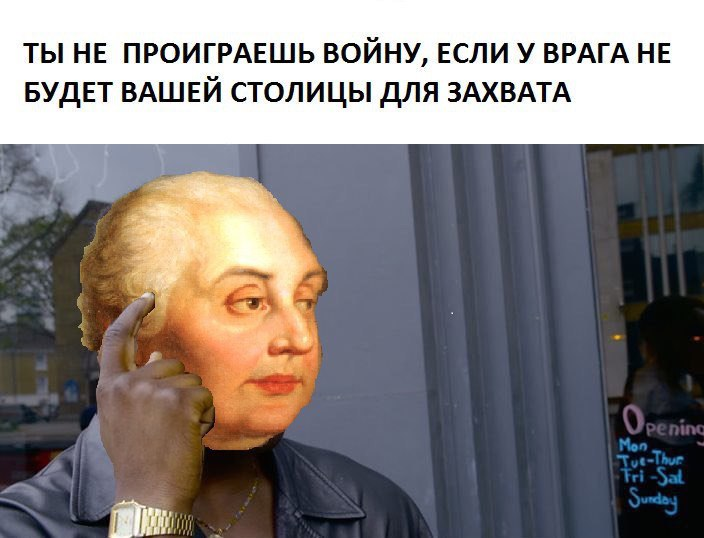 ТЫ НЕ ПРОИГРАЕШЬ ВОЙНУ, ЕСЛИ У ВРАГА НЕ
БУДЕТ ВАШЕЙ СТОЛИЦЫ ДЛЯ ЗАХВАТА
Opening
Mon
Tue-Thur
Fri -Sat
Sunday